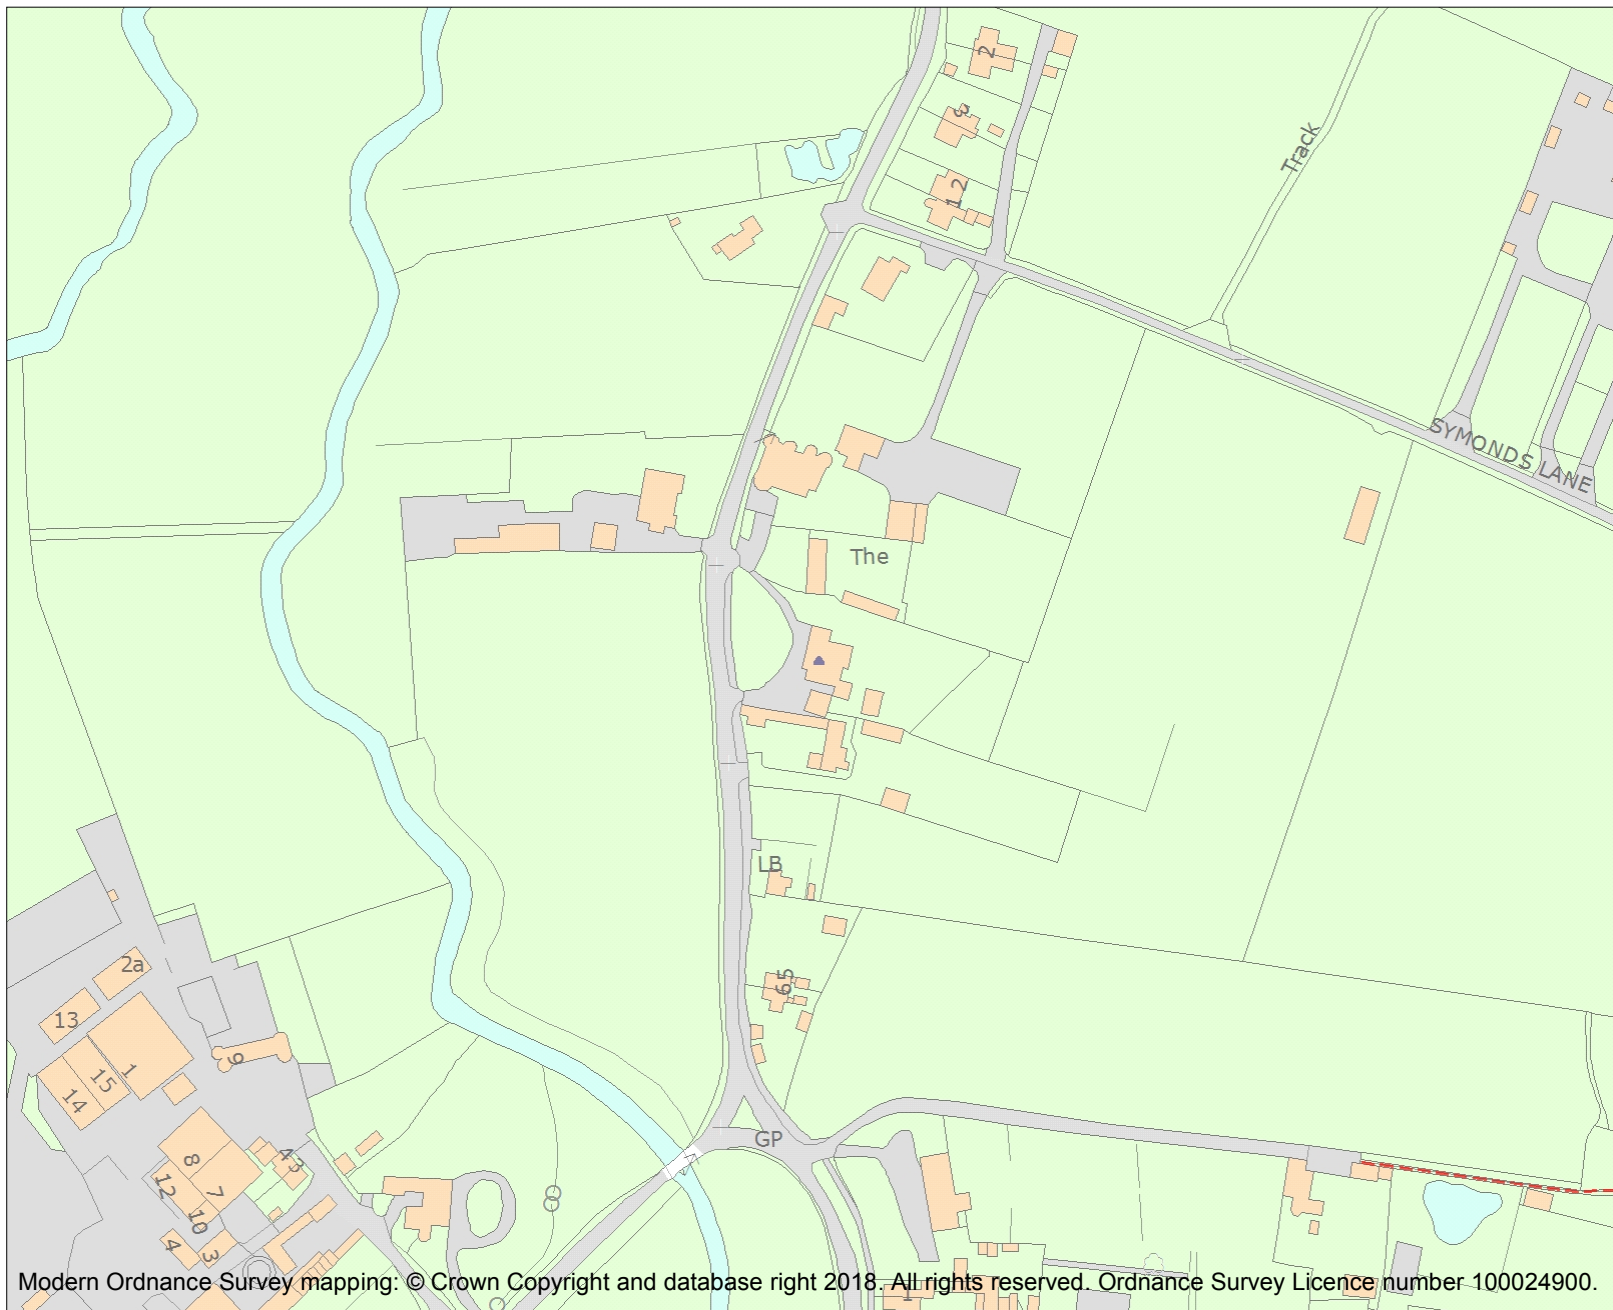 2
3
12
Track
SYMONDS LANE
The
LB
65
2a
13
1
15
14
9
43
8
7
12
10
4
3
GP
1
Modern Ordnance Survey mapping: © Crown Copyright and database right 2018. All rights reserved. Ordnance Survey Licence number 100024900.